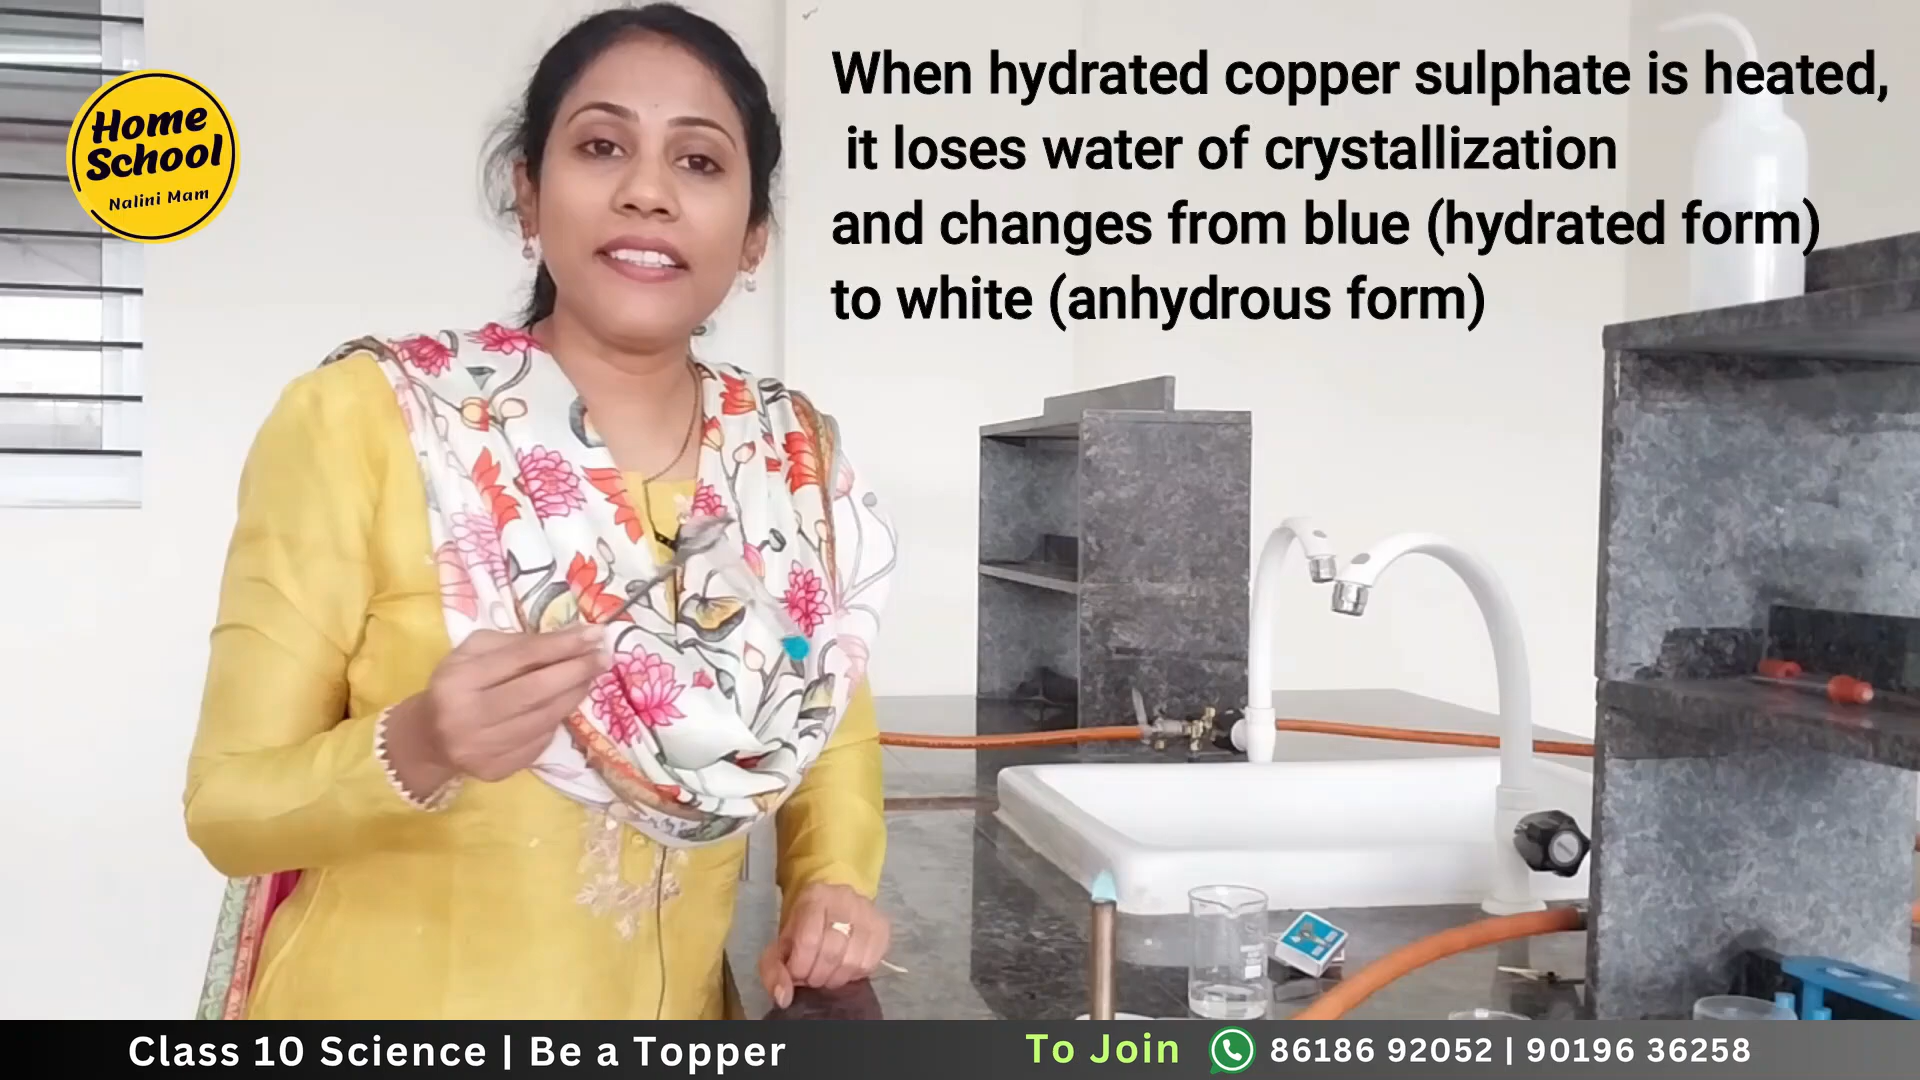 Home
School
Nalini Mam
When hydrated copper sulphate is heated,
it loses water of crystallization
and changes from blue (hydrated form)
to white (anhydrous form)
Class 10 Science | Be a Topper
To Join 86186 92052 | 90196 36258